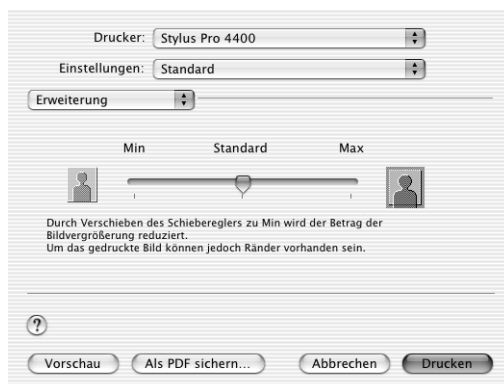 Drucker: Stylus Pro 4400
Einstellungen: Standard
Erweiterung
Min Standard Max
Durch Verschieben des Schiebereglers zu Min wird der Betrag der
Bildvergrößerung reduziert.
Um das gedruckte Bild können jedoch Ränder vorhanden sein.
?
Vorschau Als PDF sichern... Abbrechen Drucken